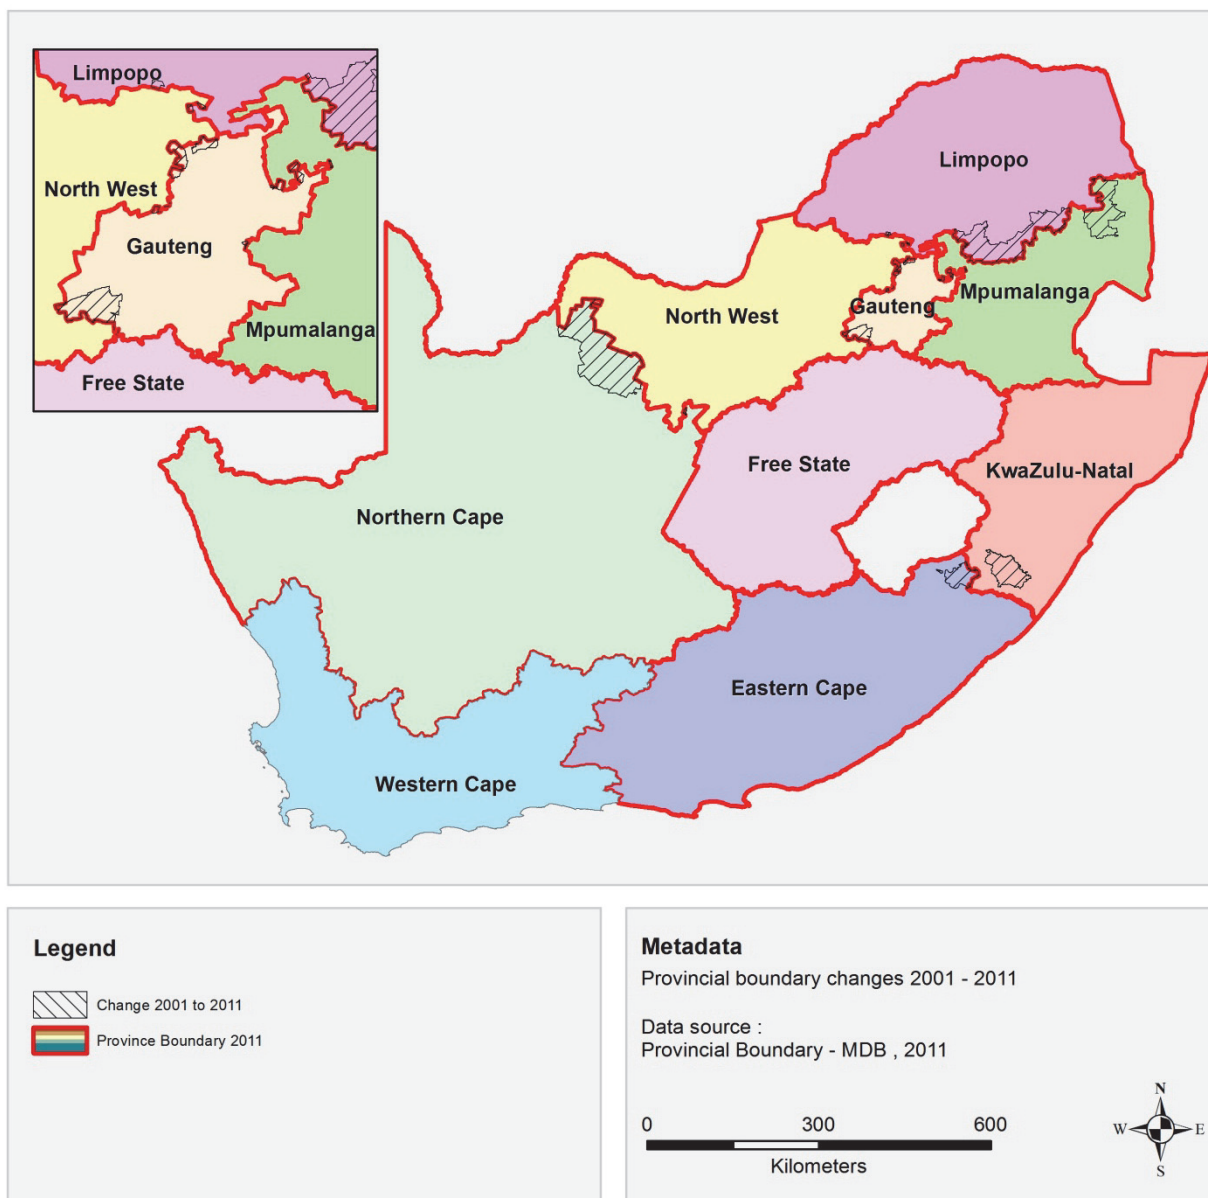 Limpopo
North West
Gauteng
Mpumalanga
Free State
Limpopo
North West
Gauteng
Mpumalanga
Free State
KwaZulu-Natal
Northern Cape
Eastern Cape
Western Cape
Legend
Change 2001 to 2011
Province Boundary 2011
Metadata
Provincial boundary changes 2001 - 2011
Data source :
Provincial Boundary - MDB , 2011
0 300 600
Kilometers
N
W E
S